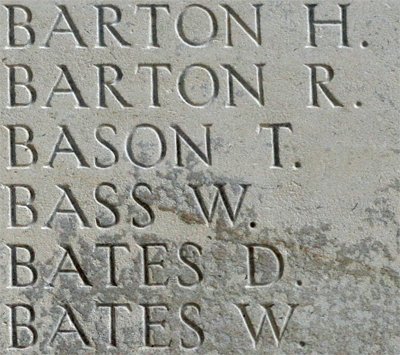 BARTON H.
BARTON R.
BASON T.
BASS W.
BATES D.
BATES W.